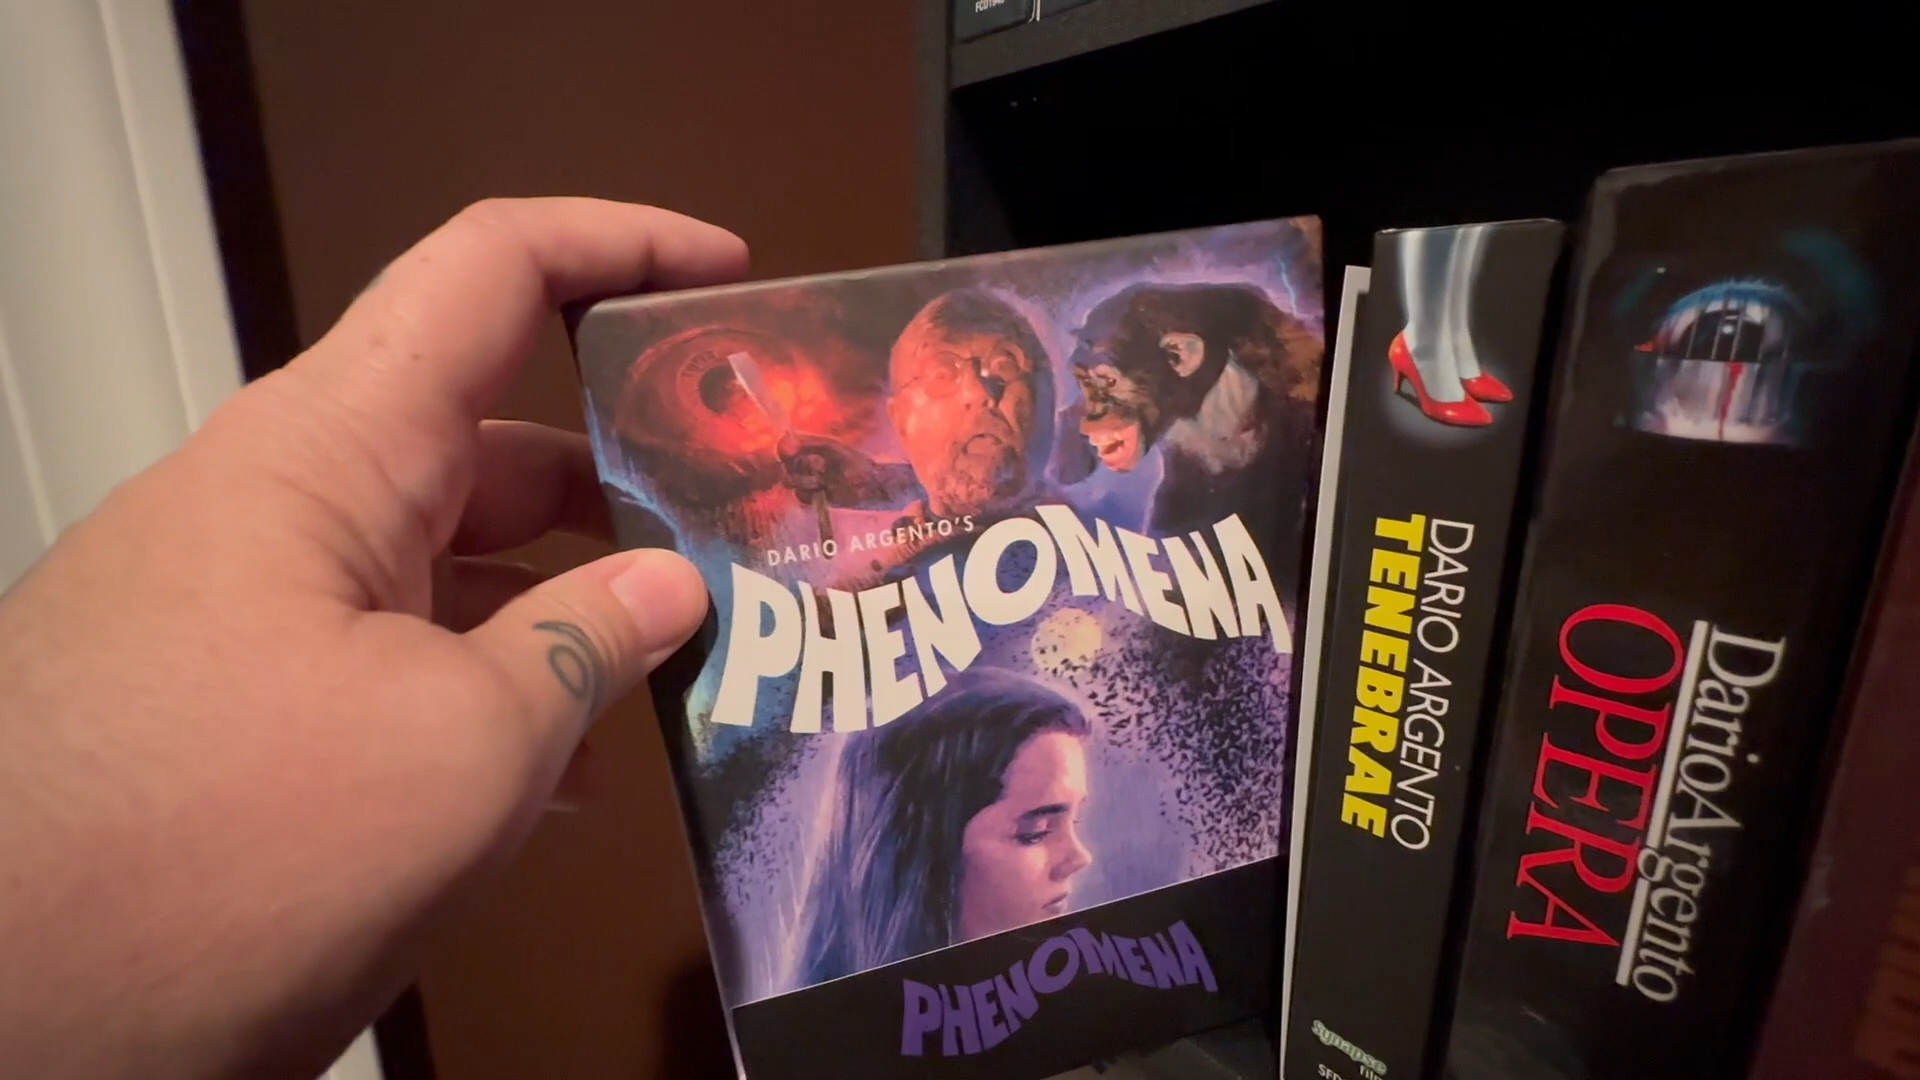 DARIO ARGENTO'S
PHENOMENA
PHENOMENA
DARIO ARGENTO
TENEBRAE
synapse
Dario Argento
OPERA